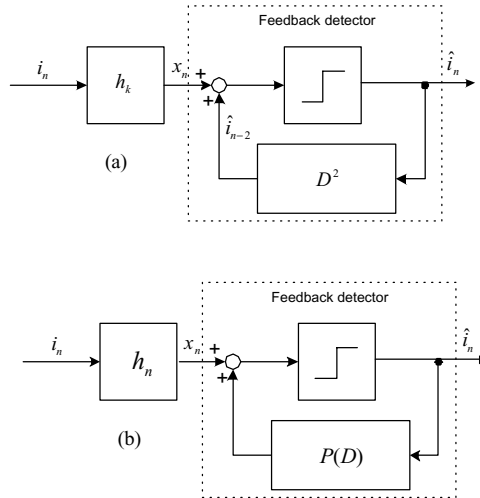 Feedback detector
i_n
h_k
x_n
+
+
î_n
î_{n-2}
D^2
(a)
Feedback detector
i_n
h_n
x_n
+
+
î_n
P(D)
(b)